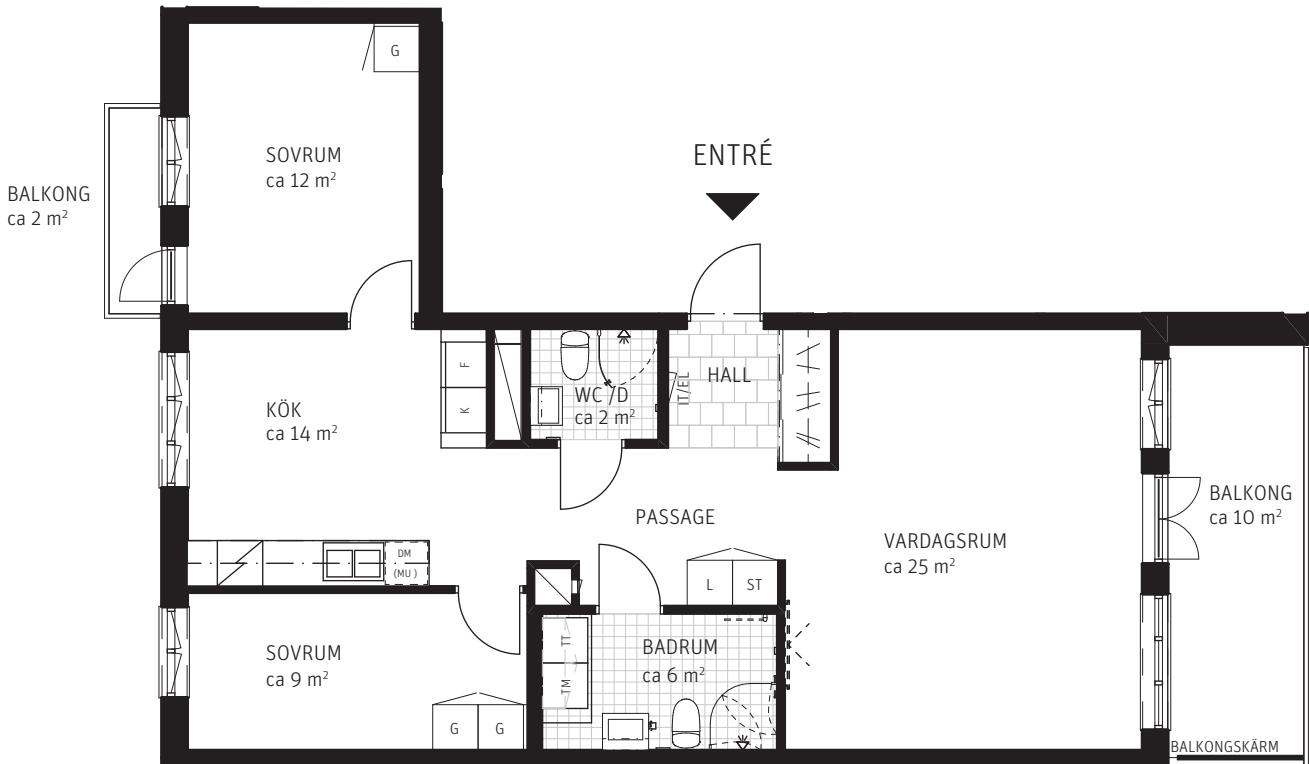 G
SOVRUM
ca 12 m²
ENTRÉ
BALKONG
ca 2 m²
F
K
KÖK
ca 14 m²
WC /D
ca 2 m²
IT/EL
HALL
PASSAGE
VARDAGSRUM
ca 25 m²
BALKONG
ca 10 m²
DM
(MU)
L
ST
SOVRUM
ca 9 m²
G
G
TT
TM
BADRUM
ca 6 m²
BALKONGSKÄRM